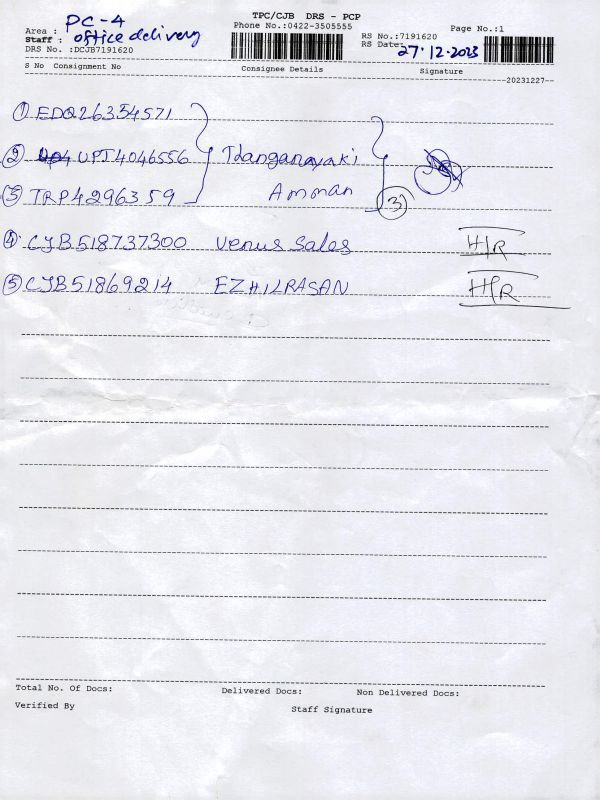 TPC/CJB DRS - PCP
Phone No.:0422-3505555
Page No.:1
Area : PC-4
Staff : office delivery
DRS No. :DCJB7191620
RS No.:7191620
RS Date: 27.12.2023
S No Consignment No Consignee Details Signature
20231227
1 EDQ26354571
2 UPT4046556 Thanganayaki
3 TRP4296359 Amman 3
4 CJB518737300 Venus Sales H/R
5 CJB51869214 EZHILRASAN H/R
Total No. Of Docs: Delivered Docs: Non Delivered Docs:
Verified By Staff Signature